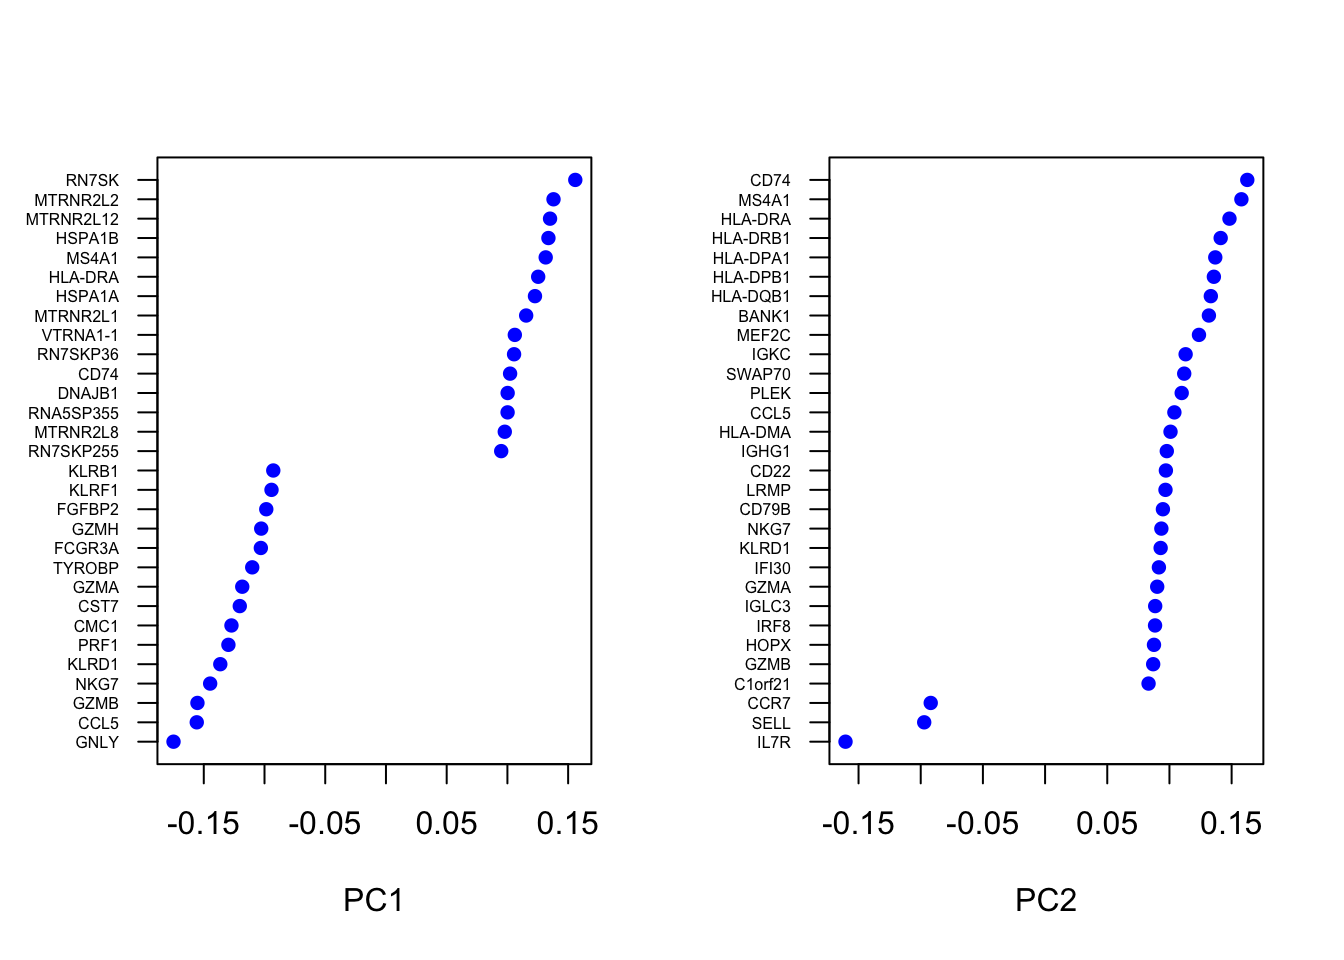 RN7SK
MTRNR2L2
MTRNR2L12
HSPA1B
MS4A1
HLA-DRA
HSPA1A
MTRNR2L1
VTRNA1-1
RN7SKP36
CD74
DNAJB1
RNA5SP355
MTRNR2L8
RN7SKP255
KLRB1
KLRF1
FGFBP2
GZMH
FCGR3A
TYROBP
GZMA
CST7
CMC1
PRF1
KLRD1
NKG7
GZMB
CCL5
GNLY
-0.15 -0.05 0.05 0.15
PC1
CD74
MS4A1
HLA-DRA
HLA-DRB1
HLA-DPA1
HLA-DPB1
HLA-DQB1
BANK1
MEF2C
IGKC
SWAP70
PLEK
CCL5
HLA-DMA
IGHG1
CD22
LRMP
CD79B
NKG7
KLRD1
IFI30
GZMA
IGLC3
IRF8
HOPX
GZMB
C1orf21
CCR7
SELL
IL7R
-0.15 -0.05 0.05 0.15
PC2